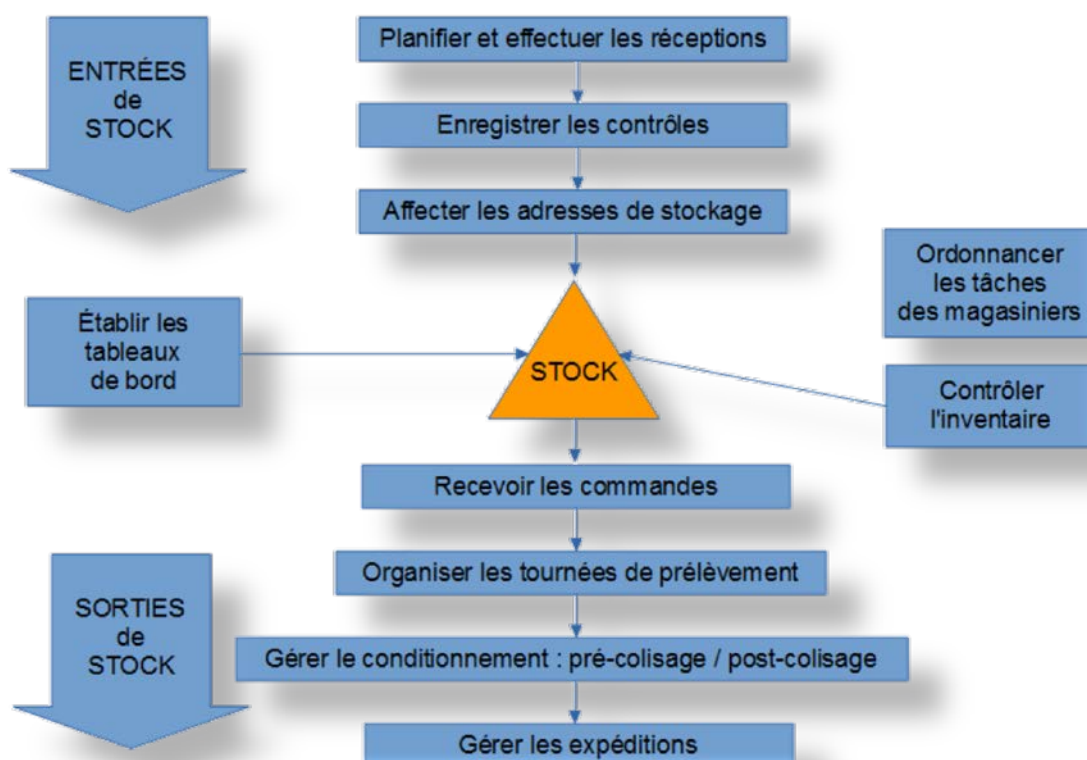 ENTRÉES
de
STOCK
Planifier et effectuer les réceptions
Enregistrer les contrôles
Affecter les adresses de stockage
Ordonnancer
les tâches
des magasiniers
Établir les
tableaux
de bord
STOCK
Contrôler
l'inventaire
Recevoir les commandes
Organiser les tournées de prélèvement
SORTIES
de
STOCK
Gérer le conditionnement : pré-colisage / post-colisage
Gérer les expéditions